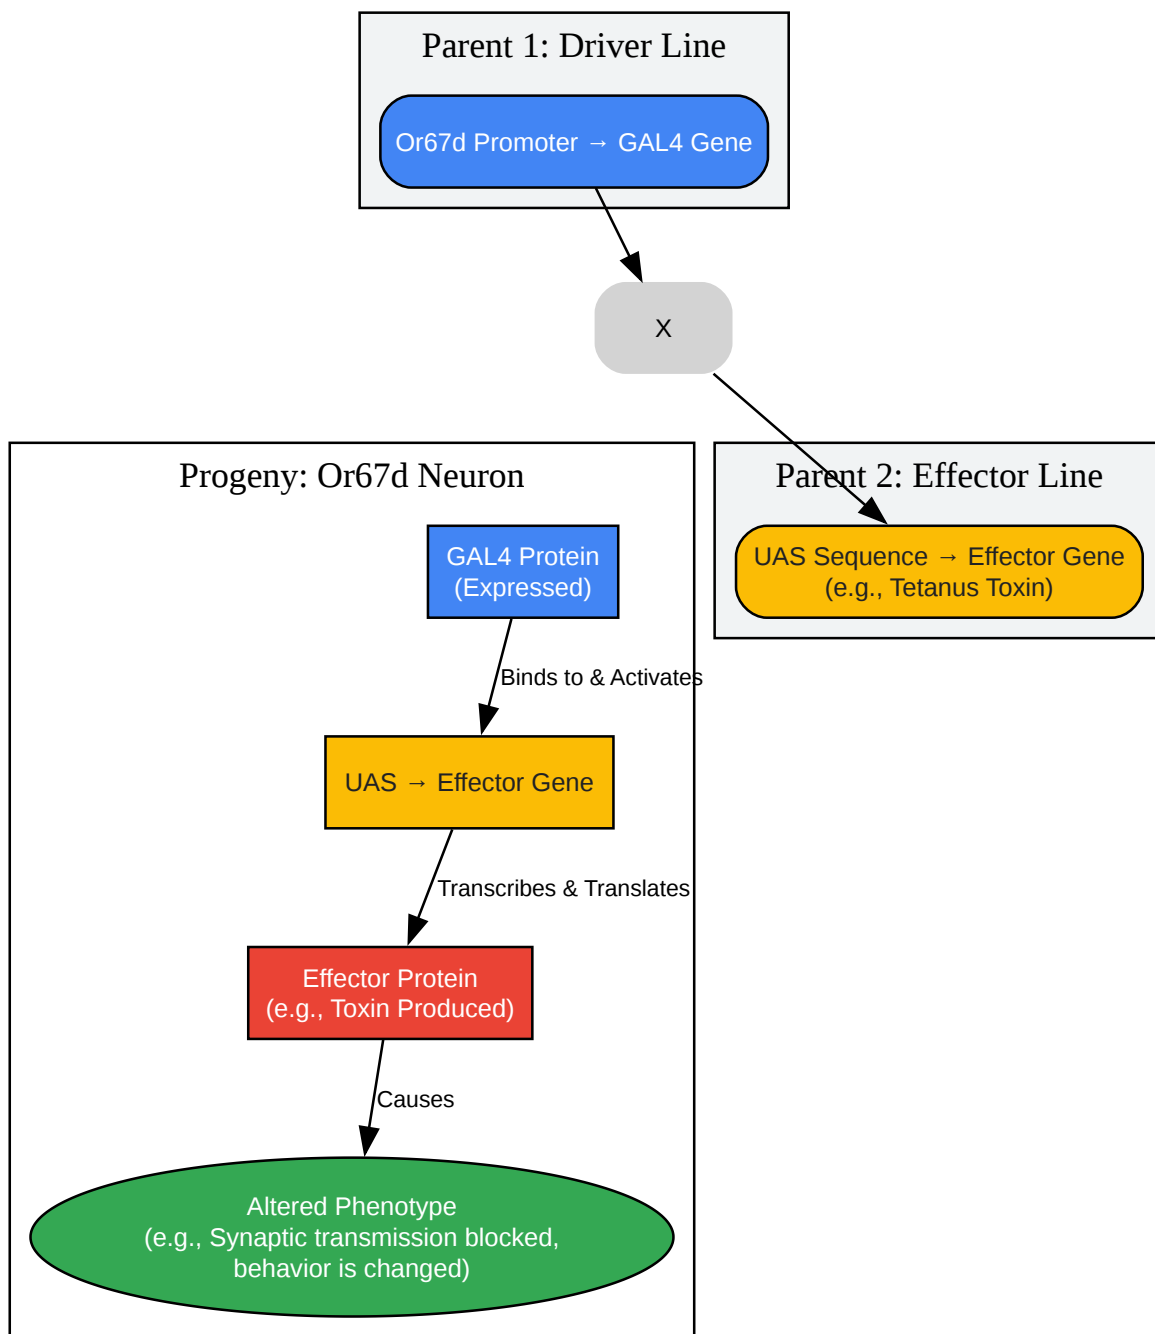 Parent 1: Driver Line
Or67d Promoter → GAL4 Gene
X
Progeny: Or67d Neuron
Parent 2: Effector Line
GAL4 Protein
(Expressed)
UAS Sequence → Effector Gene
(e.g., Tetanus Toxin)
Binds to & Activates
UAS → Effector Gene
Transcribes & Translates
Effector Protein
(e.g., Toxin Produced)
Causes
Altered Phenotype
(e.g., Synaptic transmission blocked,
behavior is changed)